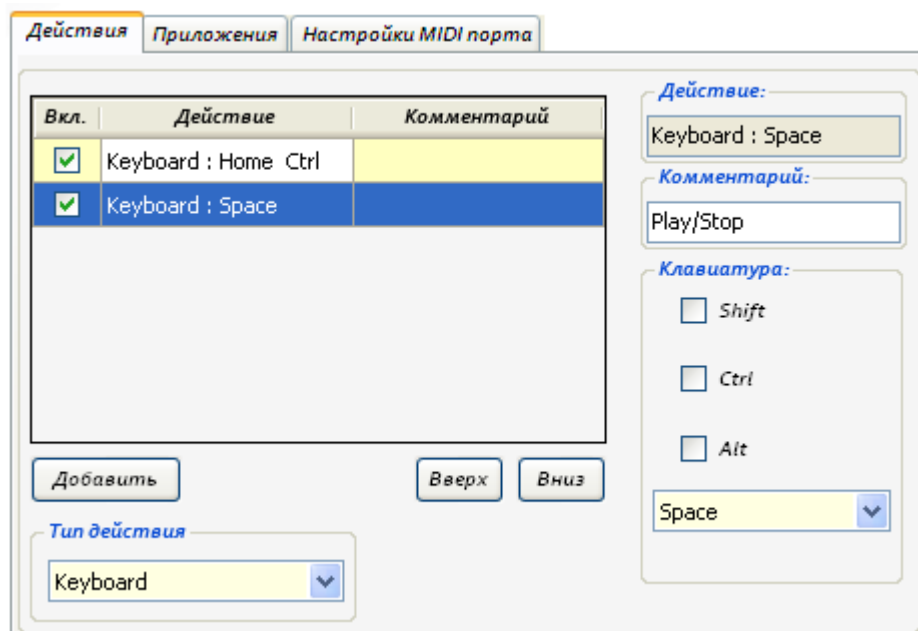 Действия Приложения Настройки MIDI порта
Вкл. Действие Комментарий
Keyboard : Home Ctrl
Keyboard : Space
Добавить Вверх Вниз
Тип действия
Keyboard
Действие:
Keyboard : Space
Комментарий:
Play/Stop
Клавиатура:
Shift
Ctrl
Alt
Space